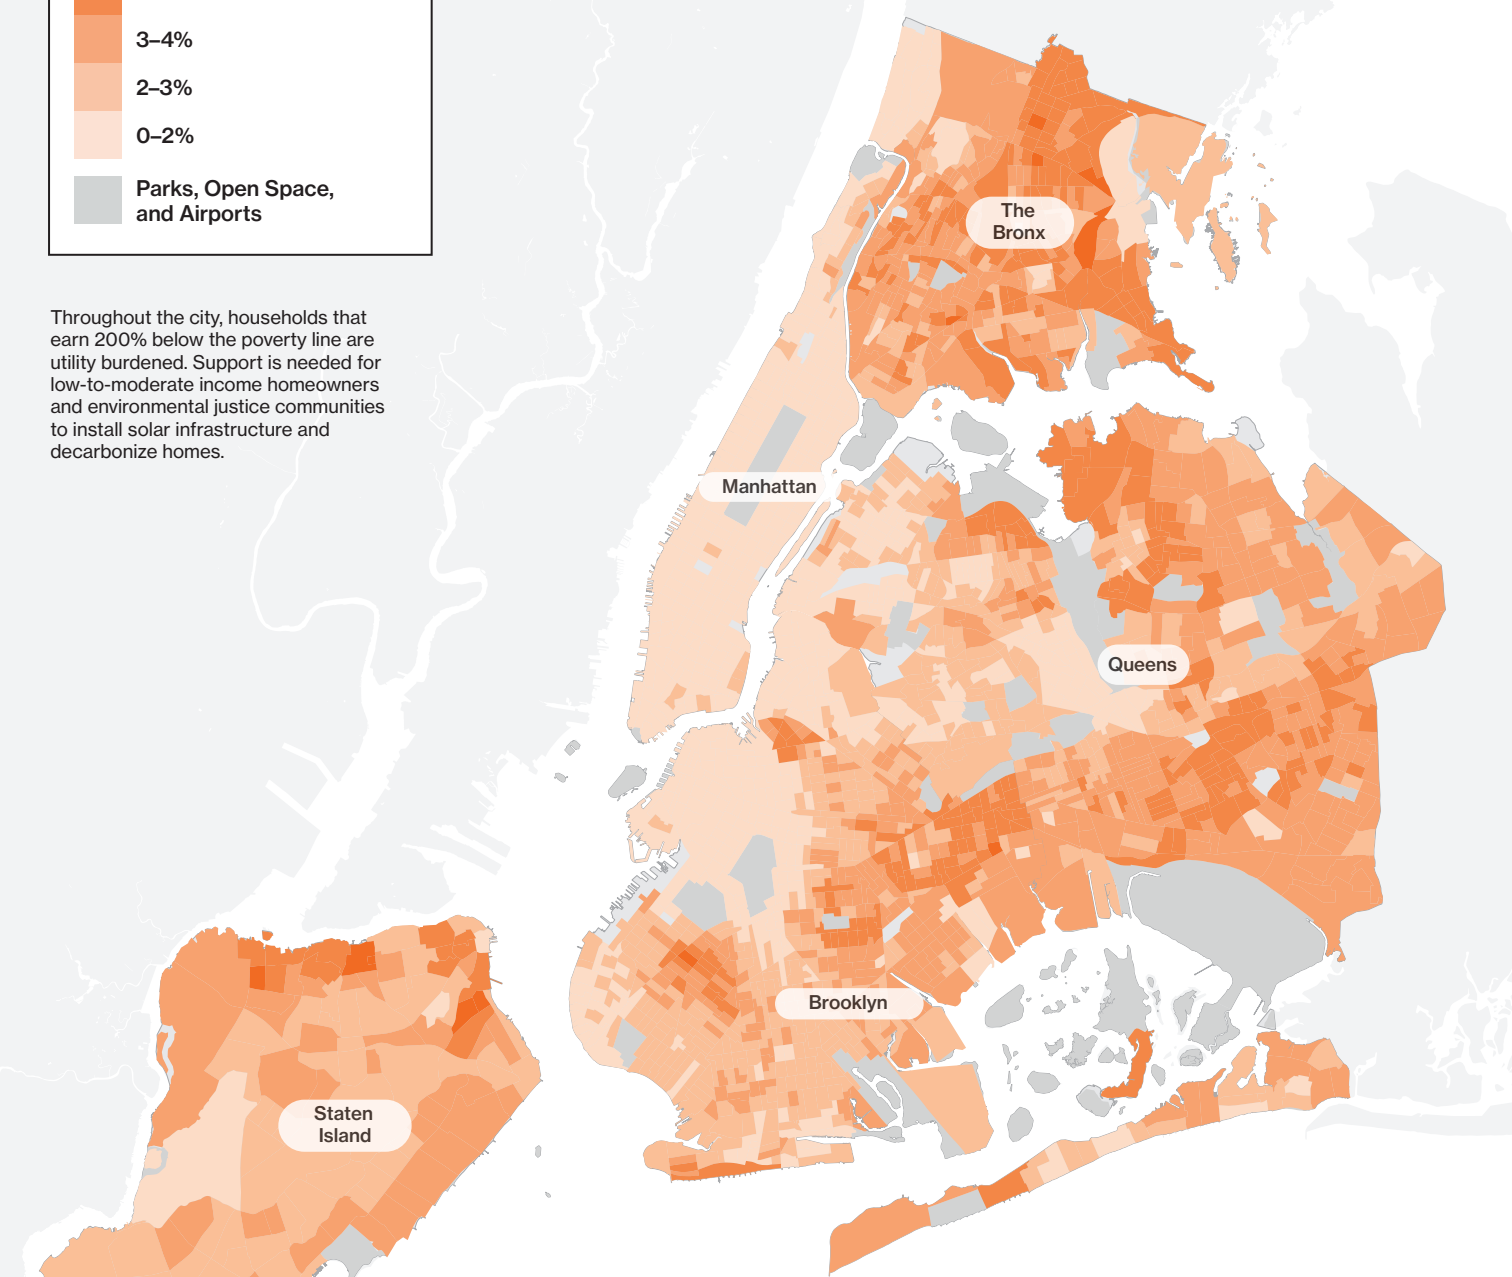 3–4%
2–3%
0–2%
Parks, Open Space,
and Airports
Throughout the city, households that
earn 200% below the poverty line are
utility burdened. Support is needed for
low-to-moderate income homeowners
and environmental justice communities
to install solar infrastructure and
decarbonize homes.
The
Bronx
Manhattan
Queens
Brooklyn
Staten
Island